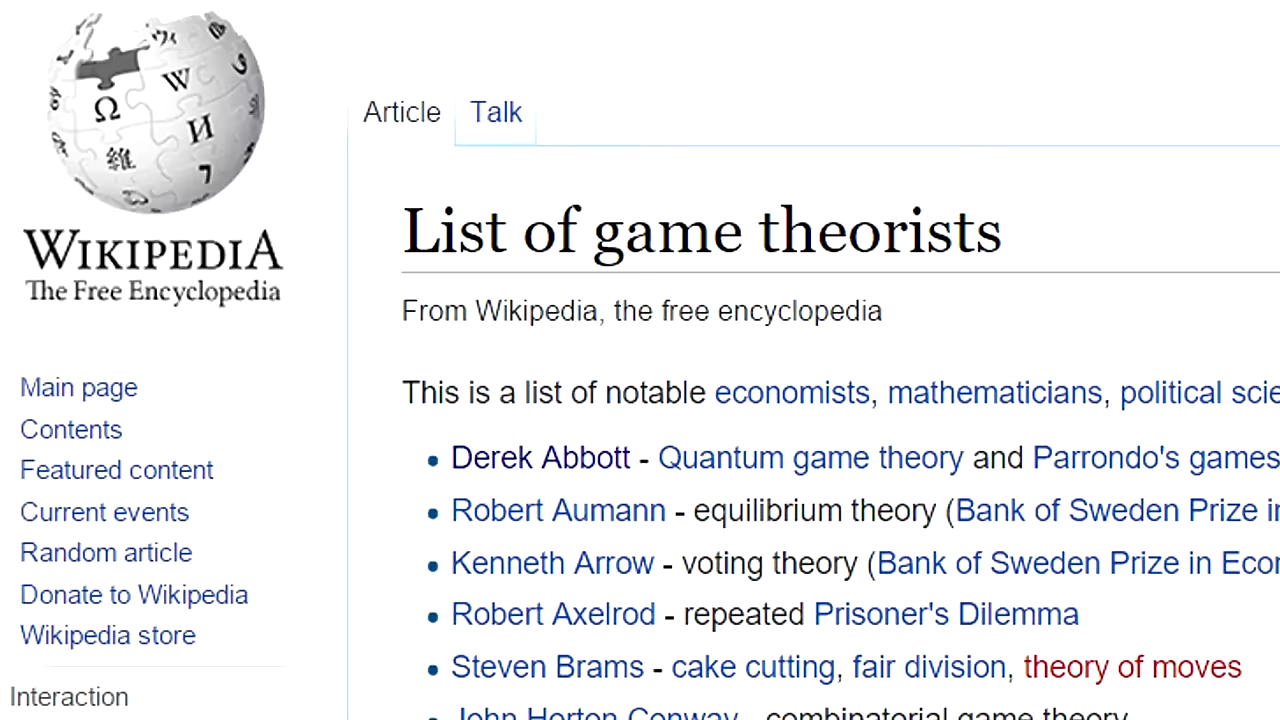 WIKIPEDIA
The Free Encyclopedia
Main page
Contents
Featured content
Current events
Random article
Donate to Wikipedia
Wikipedia store
Interaction
Article Talk
List of game theorists
From Wikipedia, the free encyclopedia
This is a list of notable economists, mathematicians, political
Derek Abbott - Quantum game theory and Parrondo's games
Robert Aumann - equilibrium theory (Bank of Sweden Prize in
Kenneth Arrow - voting theory (Bank of Sweden Prize in
Robert Axelrod - repeated Prisoner's Dilemma
Steven Brams - cake cutting, fair division, theory of moves
John Horton Conway - combinatorial game theory